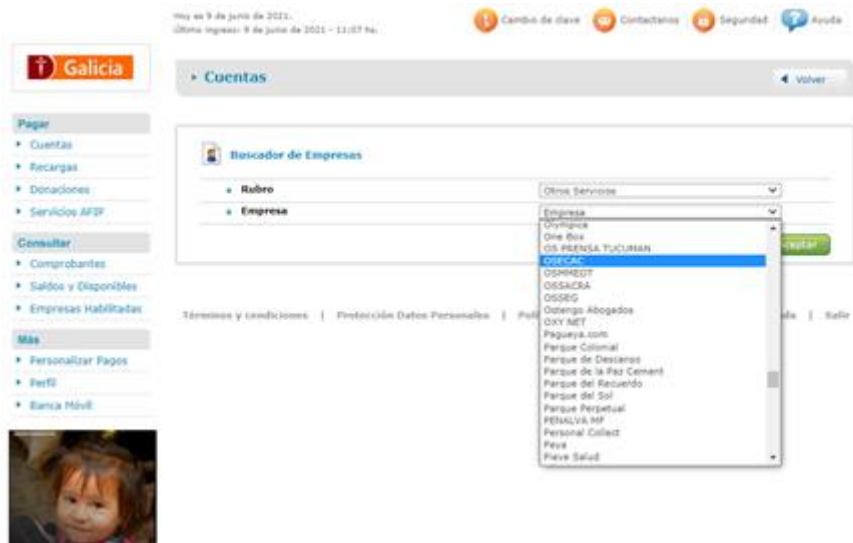 Hoy es 9 de junio de 2021.
Último ingreso: 9 de junio de 2021 - 11:07 hs.
Cambio de clave
Contactanos
Seguridad
Ayuda
Galicia
Cuentas
Volver
Pagar
Cuentas
Recargas
Donaciones
Servicios AFIP
Consultar
Comprobantes
Saldos y Disponibles
Empresas Habilitadas
Más
Personalizar Pagos
Perfil
Banca Móvil
Buscador de Empresas
Rubro
Otros Servicios
Empresa
Empresa
Olympica
One Box
OS PRENSA TUCUMAN
OSECAC
OSMMEDT
OSSACRA
OSSEG
Ostengo Abogados
OXY NET
Pagueya.com
Parque Colonial
Parque de Descanso
Parque de la Paz Cement
Parque del Recuerdo
Parque del Sol
Parque Perpetual
PENALVA MF
Personal Collect
Peya
Pieve Salud
Términos y condiciones | Protección Datos Personales |
| Salir